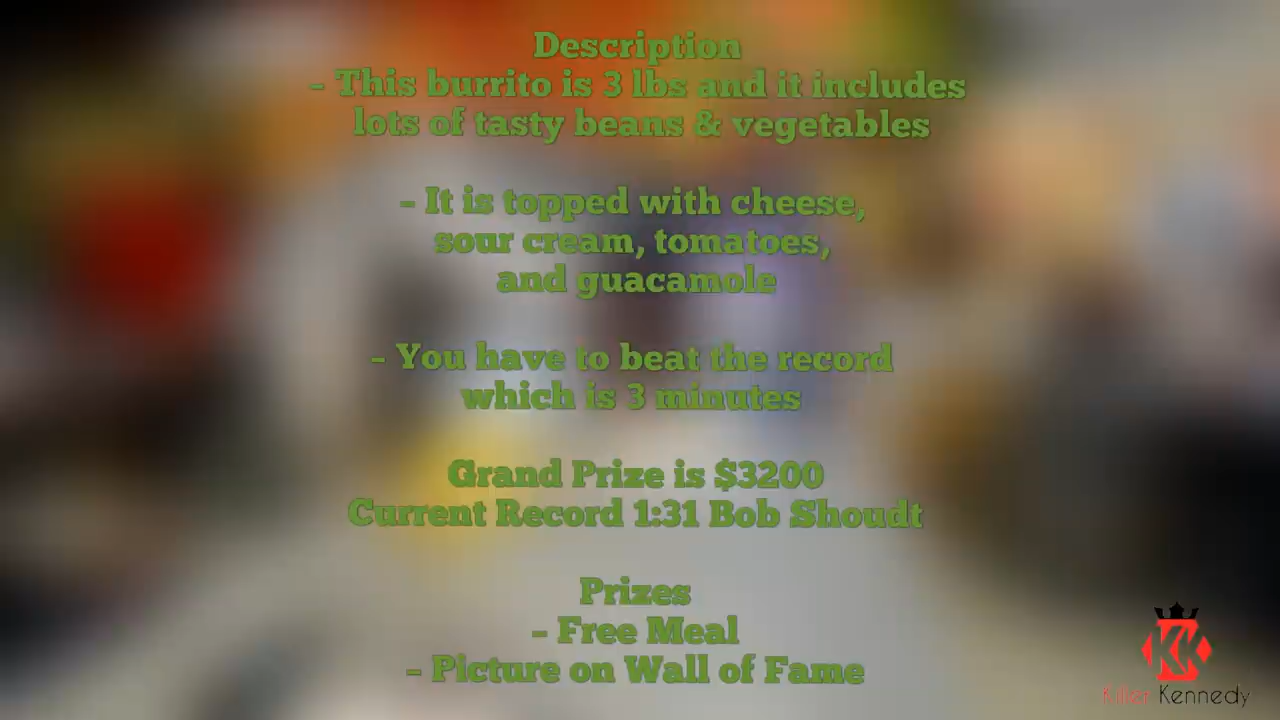 Description
- This burrito is 3 lbs and it includes
lots of tasty beans & vegetables
- It is topped with cheese,
sour cream, tomatoes,
and guacamole
- You have to beat the record
which is 3 minutes
Grand Prize is $3200
Current Record 1:31 Bob Shoudt
Prizes
- Free Meal
- Picture on Wall of Fame
KK
Killer Kennedy